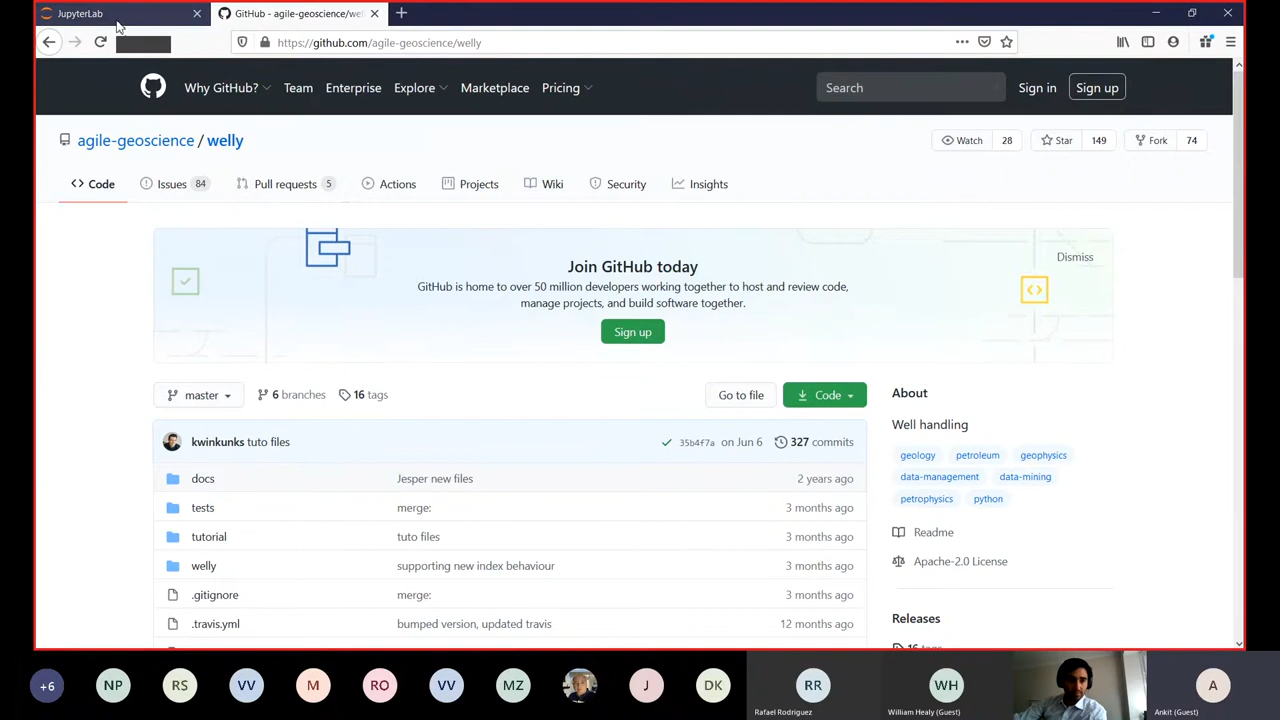 JupyterLab
GitHub - agile-geoscience/wel
https://github.com/agile-geoscience/welly
Why GitHub?
Team
Enterprise
Explore
Marketplace
Pricing
Search
Sign in
Sign up
agile-geoscience / welly
Watch 28
Star 149
Fork 74
Code
Issues 84
Pull requests 5
Actions
Projects
Wiki
Security
Insights
Join GitHub today
Dismiss
GitHub is home to over 50 million developers working together to host and review code,
manage projects, and build software together.
Sign up
master
6 branches
16 tags
Go to file
Code
kwinkunks tuto files
35b4f7a on Jun 6
327 commits
docs
Jesper new files
2 years ago
tests
merge:
3 months ago
tutorial
tuto files
3 months ago
welly
supporting new index behaviour
3 months ago
.gitignore
merge:
3 months ago
.travis.yml
bumped version, updated travis
12 months ago
About
Well handling
geology petroleum geophysics
data-management data-mining
petrophysics python
Readme
Apache-2.0 License
Releases
16 tags
+6
NP
RS
VV
M
RO
VV
MZ
J
DK
RR
Rafael Rodriguez
WH
William Healy (Guest)
A
Ankit (Guest)